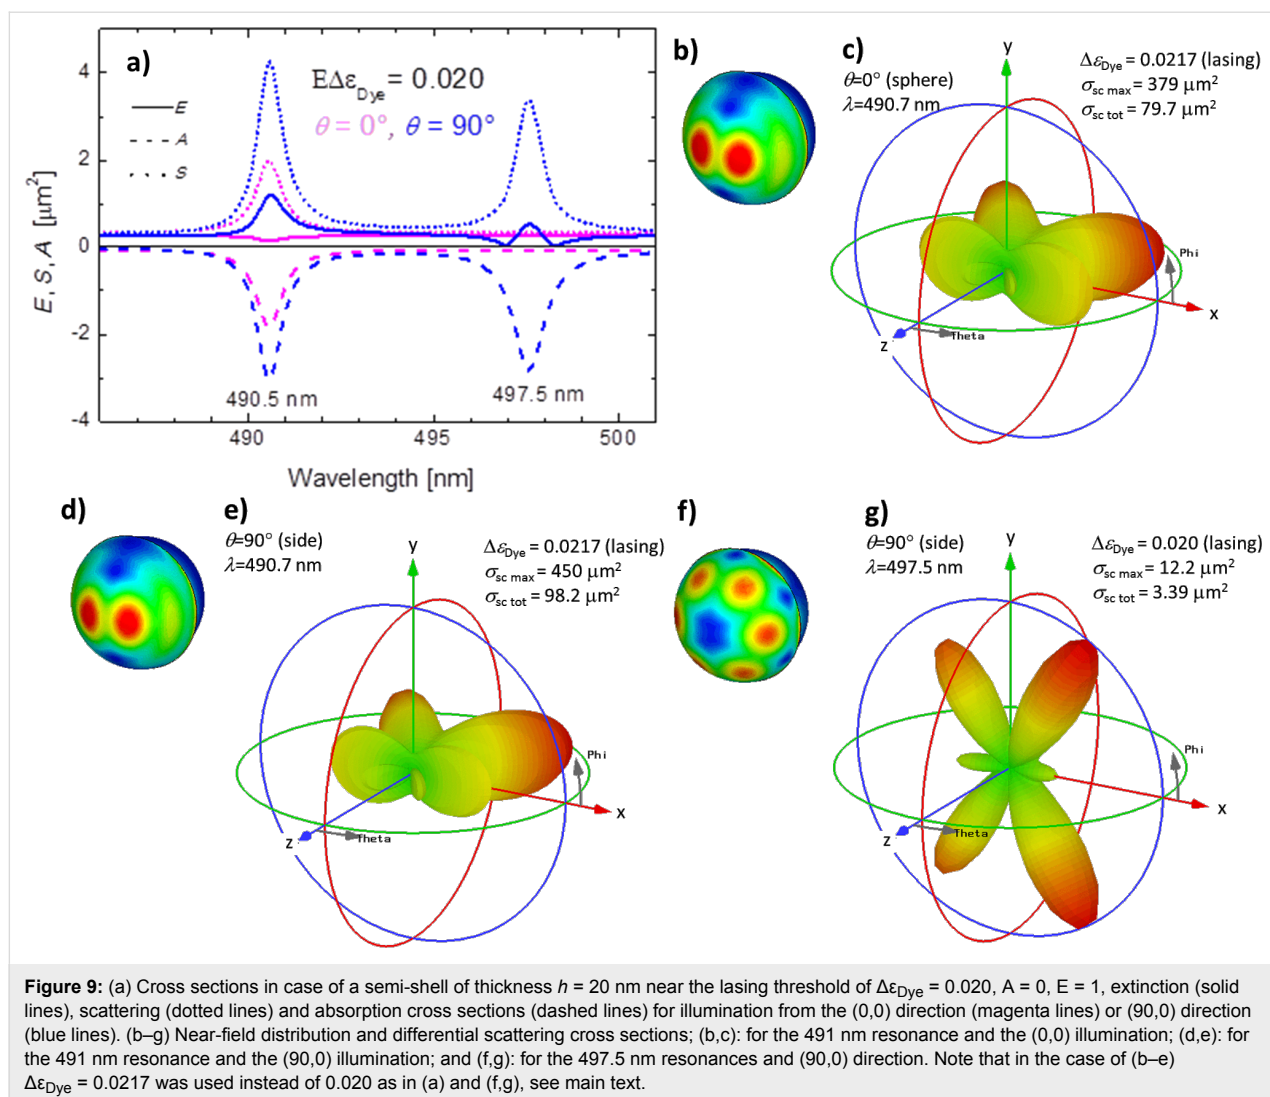 a)
EΔε_Dye = 0.020
θ = 0°, θ = 90°
E
A
S
4
2
0
-2
-4
E, S, A [μm²]
490.5 nm
497.5 nm
490
495
500
Wavelength [nm]
b)
c)
θ=0° (sphere)
λ=490.7 nm
y
Δε_Dye = 0.0217 (lasing)
σ_sc max = 379 μm²
σ_sc tot = 79.7 μm²
Phi
x
z
Theta
d)
e)
θ=90° (side)
λ=490.7 nm
y
Δε_Dye = 0.0217 (lasing)
σ_sc max = 450 μm²
σ_sc tot = 98.2 μm²
Phi
x
z
Theta
f)
g)
θ=90° (side)
λ=497.5 nm
y
Δε_Dye = 0.020 (lasing)
σ_sc max = 12.2 μm²
σ_sc tot = 3.39 μm²
Phi
x
z
Theta
Figure 9: (a) Cross sections in case of a semi-shell of thickness h = 20 nm near the lasing threshold of Δε_Dye = 0.020, A = 0, E = 1, extinction (solid
lines), scattering (dotted lines) and absorption cross sections (dashed lines) for illumination from the (0,0) direction (magenta lines) or (90,0) direction
(blue lines). (b–g) Near-field distribution and differential scattering cross sections; (b,c): for the 491 nm resonance and the (0,0) illumination; (d,e): for
the 491 nm resonance and the (90,0) illumination; and (f,g): for the 497.5 nm resonances and (90,0) direction. Note that in the case of (b–e)
Δε_Dye = 0.0217 was used instead of 0.020 as in (a) and (f,g), see main text.